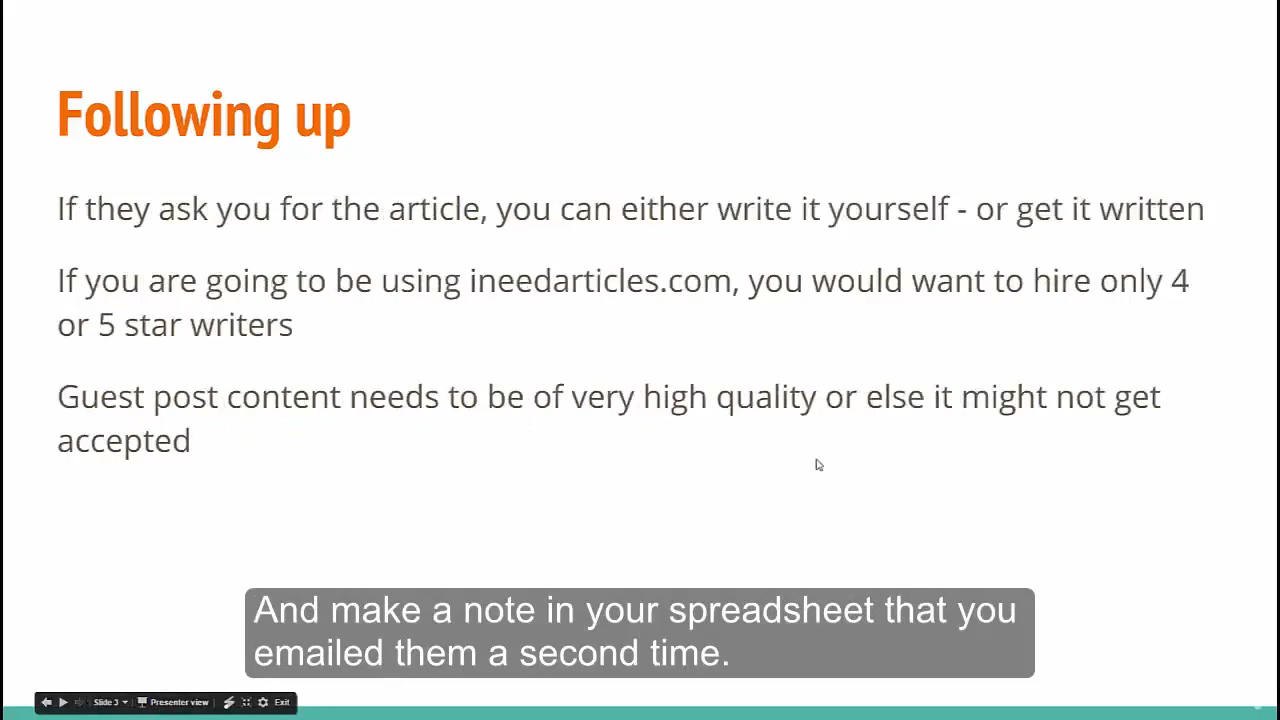 Following up
If they ask you for the article, you can either write it yourself - or get it written
If you are going to be using ineedarticles.com, you would want to hire only 4
or 5 star writers
Guest post content needs to be of very high quality or else it might not get
accepted
And make a note in your spreadsheet that you
emailed them a second time.
Slide 3 Presenter view Exit